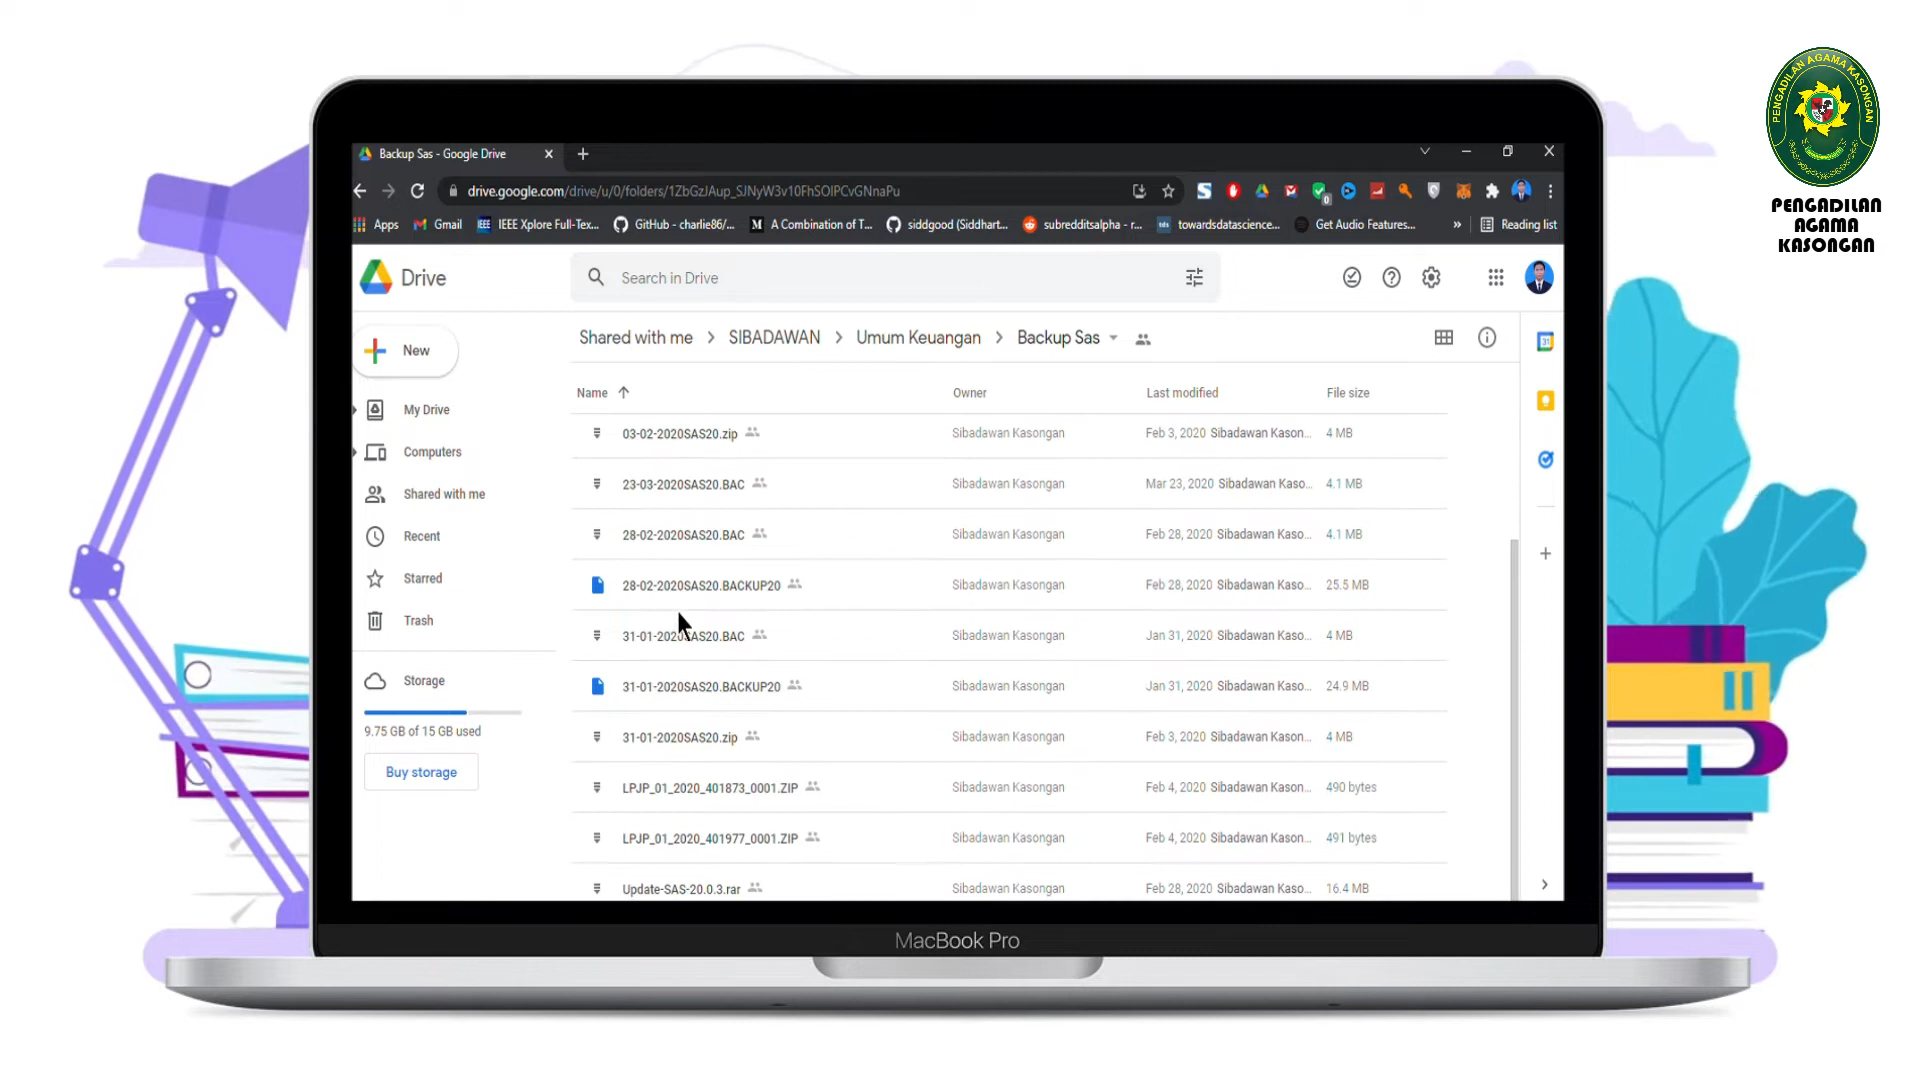 PENGADILAN AGAMA KASONGAN
PENGADILAN
AGAMA
KASONGAN
Backup Sas - Google Drive
drive.google.com/drive/u/0/folders/1ZbGzJAup_SJNyW3v10FhSOIPCvGNnaPu
Apps Gmail IEEE Xplore Full-Tex... GitHub - charlie86/... A Combination of T... siddgood (Siddhart... subredditsalpha - r... towardsdatascience... Get Audio Features... » Reading list
Drive Search in Drive
Shared with me > SIBADAWAN > Umum Keuangan > Backup Sas
New
My Drive
Computers
Shared with me
Recent
Starred
Trash
Storage
9.75 GB of 15 GB used
Buy storage
Name Owner Last modified File size
03-02-2020SAS20.zip Sibadawan Kasongan Feb 3, 2020 Sibadawan Kason... 4 MB
23-03-2020SAS20.BAC Sibadawan Kasongan Mar 23, 2020 Sibadawan Kaso... 4.1 MB
28-02-2020SAS20.BAC Sibadawan Kasongan Feb 28, 2020 Sibadawan Kaso... 4.1 MB
28-02-2020SAS20.BACKUP20 Sibadawan Kasongan Feb 28, 2020 Sibadawan Kaso... 25.5 MB
31-01-2020SAS20.BAC Sibadawan Kasongan Jan 31, 2020 Sibadawan Kaso... 4 MB
31-01-2020SAS20.BACKUP20 Sibadawan Kasongan Jan 31, 2020 Sibadawan Kaso... 24.9 MB
31-01-2020SAS20.zip Sibadawan Kasongan Feb 3, 2020 Sibadawan Kason... 4 MB
LPJP_01_2020_401873_0001.ZIP Sibadawan Kasongan Feb 4, 2020 Sibadawan Kason... 490 bytes
LPJP_01_2020_401977_0001.ZIP Sibadawan Kasongan Feb 4, 2020 Sibadawan Kason... 491 bytes
Update-SAS-20.0.3.rar Sibadawan Kasongan Feb 28, 2020 Sibadawan Kaso... 16.4 MB
MacBook Pro